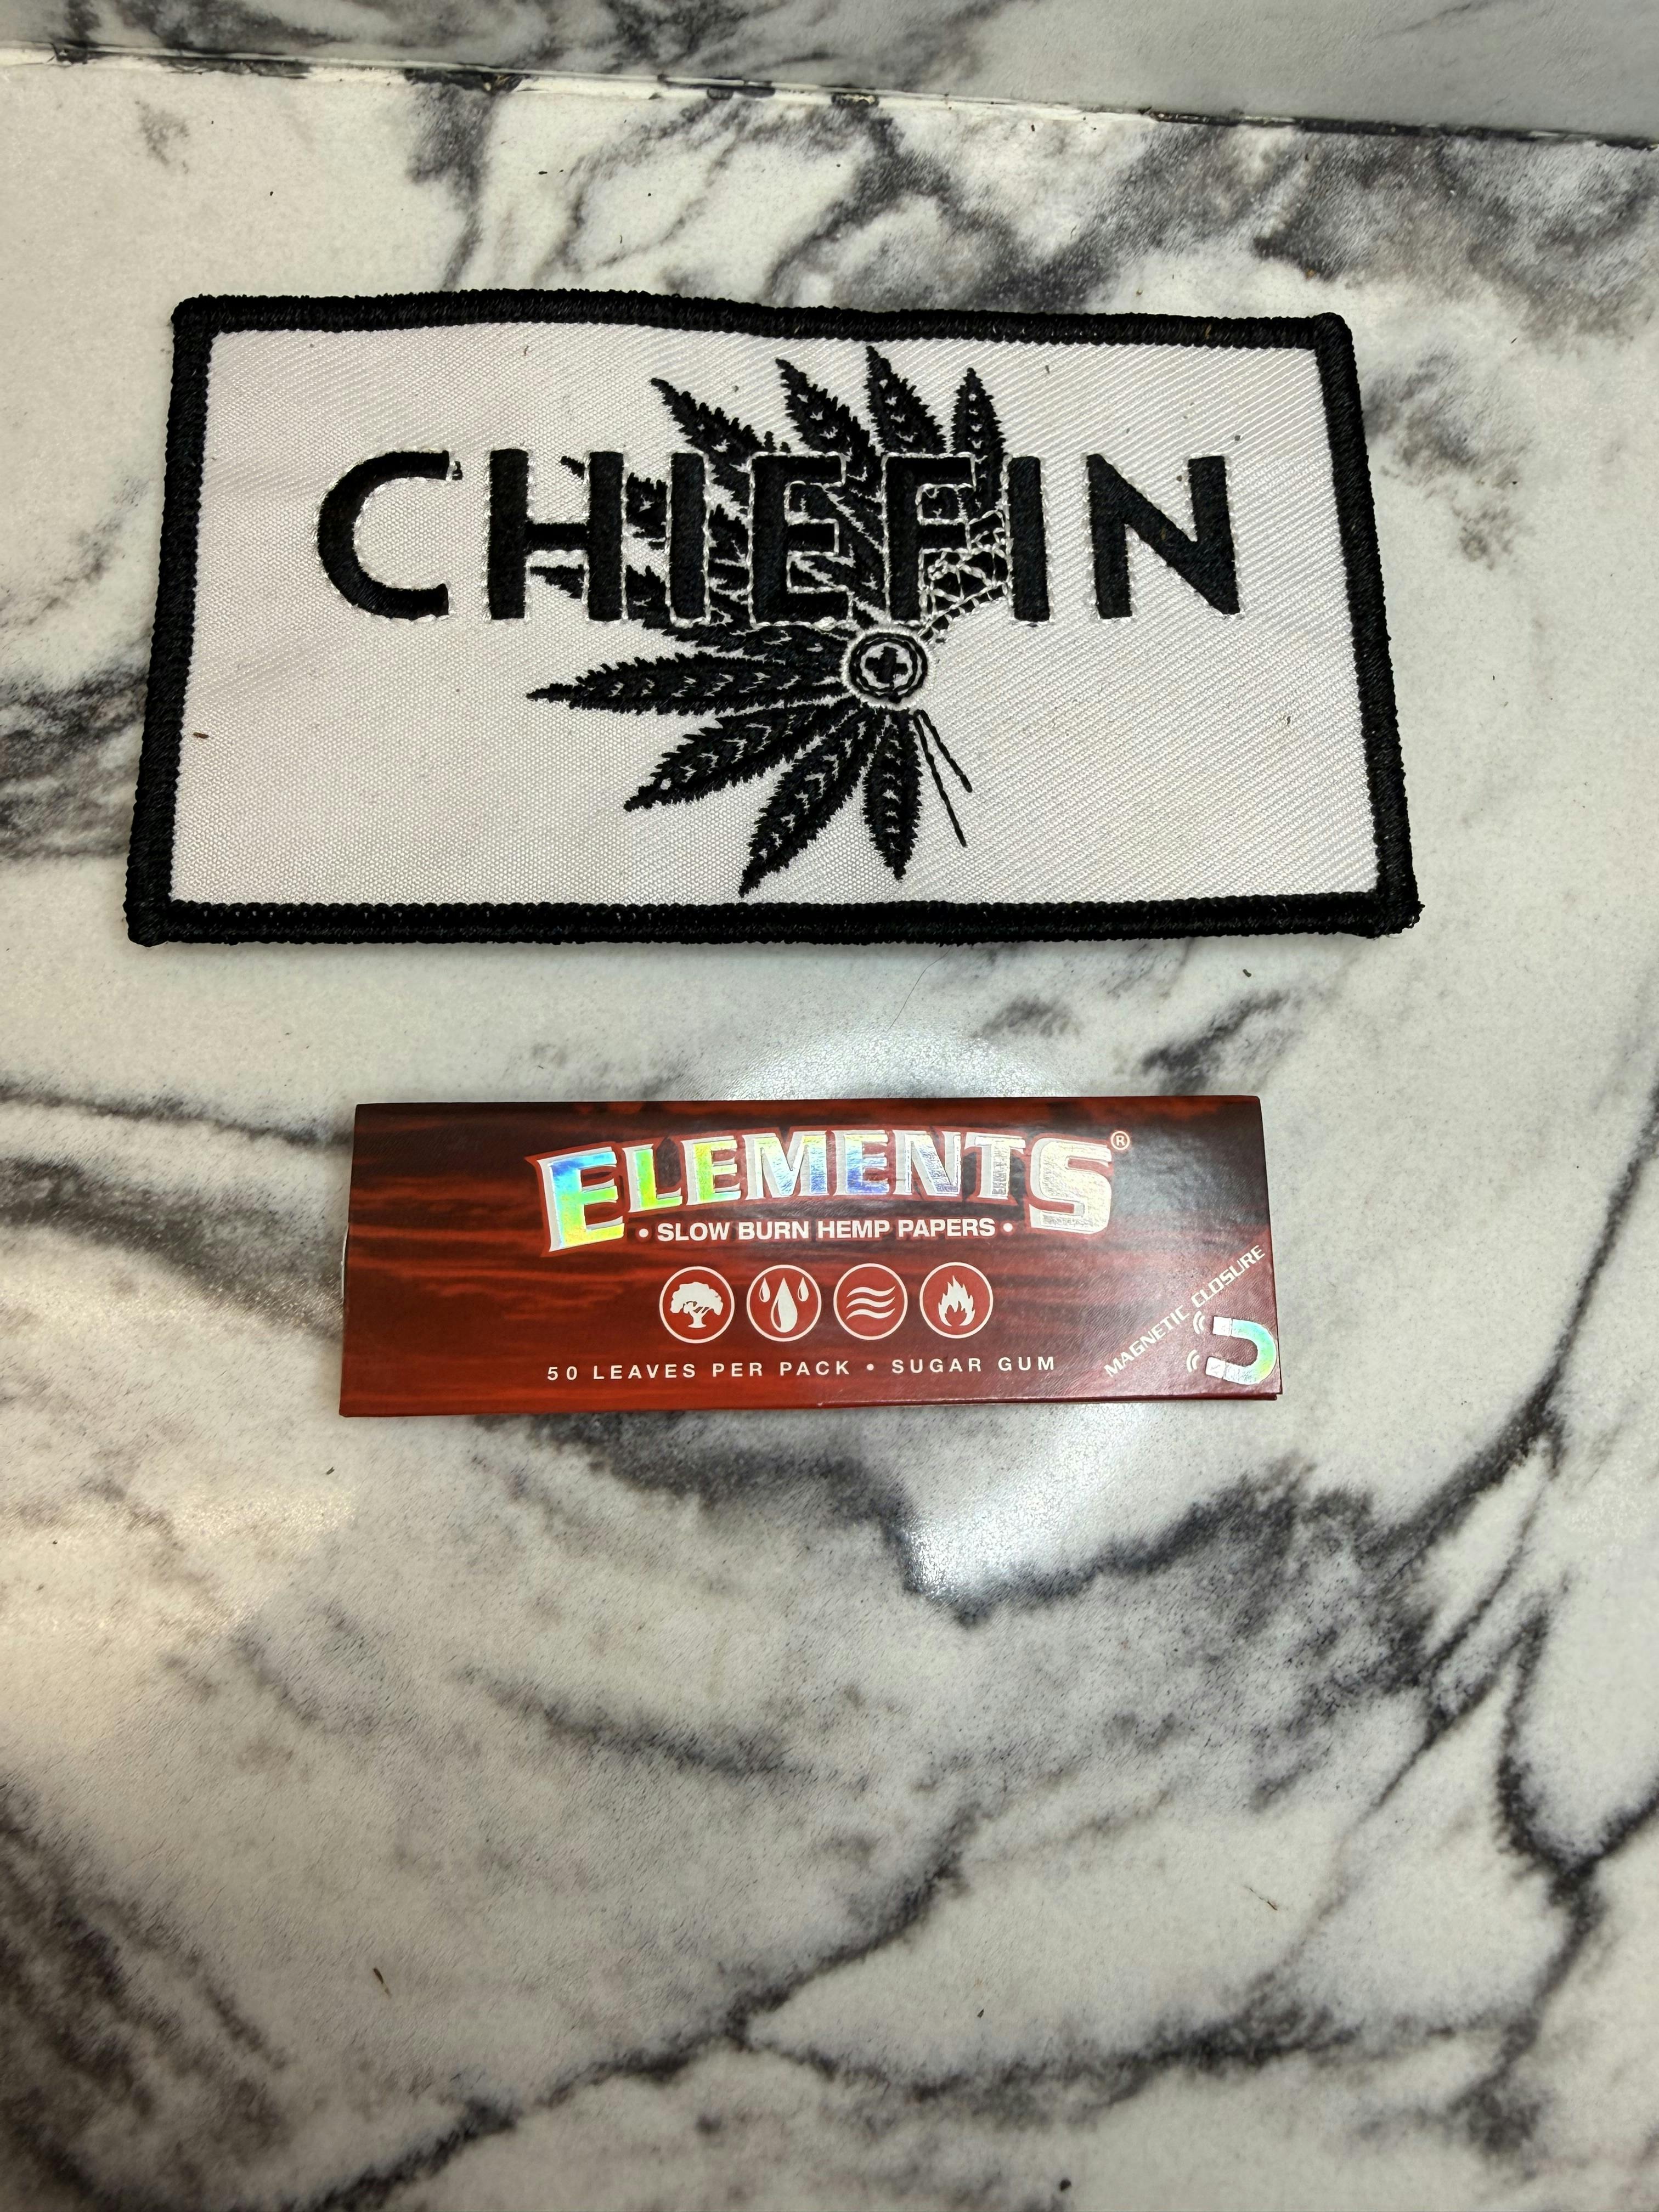 CHIEFIN
ELEMENTS®
• SLOW BURN HEMP PAPERS •
50 LEAVES PER PACK • SUGAR GUM
MAGNETIC CLOSURE